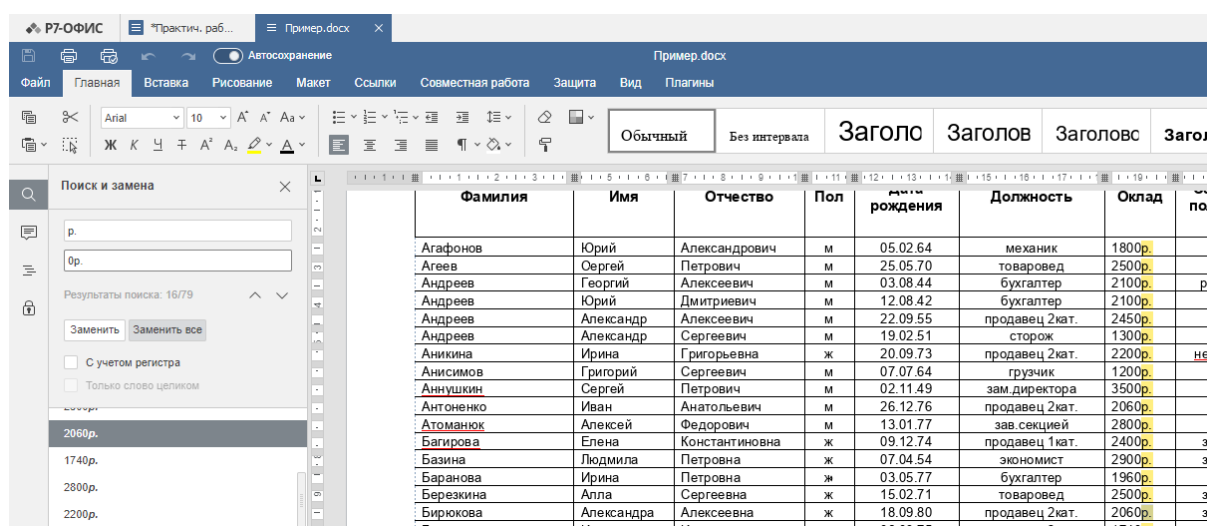 Р7-ОФИС *Практич. раб... Пример.docx ×
Автосохранение Пример.docx
Файл Главная Вставка Рисование Макет Ссылки Совместная работа Защита Вид Плагины
Arial 10 Обычный Без интервала Заголо Заголов Заголовс Загол
Ж К Ч
Поиск и замена
р.
0р.
Результаты поиска: 16/79
Заменить Заменить все
С учетом регистра
Только слово целиком
2060р.
1740р.
2800р.
2200р.
Фамилия Имя Отчество Пол Дата рождения Должность Оклад
Агафонов Юрий Александрович м 05.02.64 механик 1800р.
Агеев Оергей Петрович м 25.05.70 товаровед 2500р.
Андреев Георгий Алексеевич м 03.08.44 бухгалтер 2100р.
Андреев Юрий Дмитриевич м 12.08.42 бухгалтер 2100р.
Андреев Александр Алексеевич м 22.09.55 продавец 2кат. 2450р.
Андреев Александр Сергеевич м 19.02.51 сторож 1300р.
Аникина Ирина Григорьевна ж 20.09.73 продавец 2кат. 2200р. не
Анисимов Григорий Сергеевич м 07.07.64 грузчик 1200р.
Аннушкин Сергей Петрович м 02.11.49 зам.директора 3500р.
Антоненко Иван Анатольевич м 26.12.76 продавец 2кат. 2060р.
Атоманюк Алексей Федорович м 13.01.77 зав.секцией 2800р.
Багирова Елена Константиновна ж 09.12.74 продавец 1кат. 2400р.
Базина Людмила Петровна ж 07.04.54 экономист 2900р.
Баранова Ирина Петровна ж 03.05.77 бухгалтер 1960р.
Березкина Алла Сергеевна ж 15.02.71 товаровед 2500р.
Бирюкова Александра Алексеевна ж 18.09.80 продавец 2кат. 2060р.